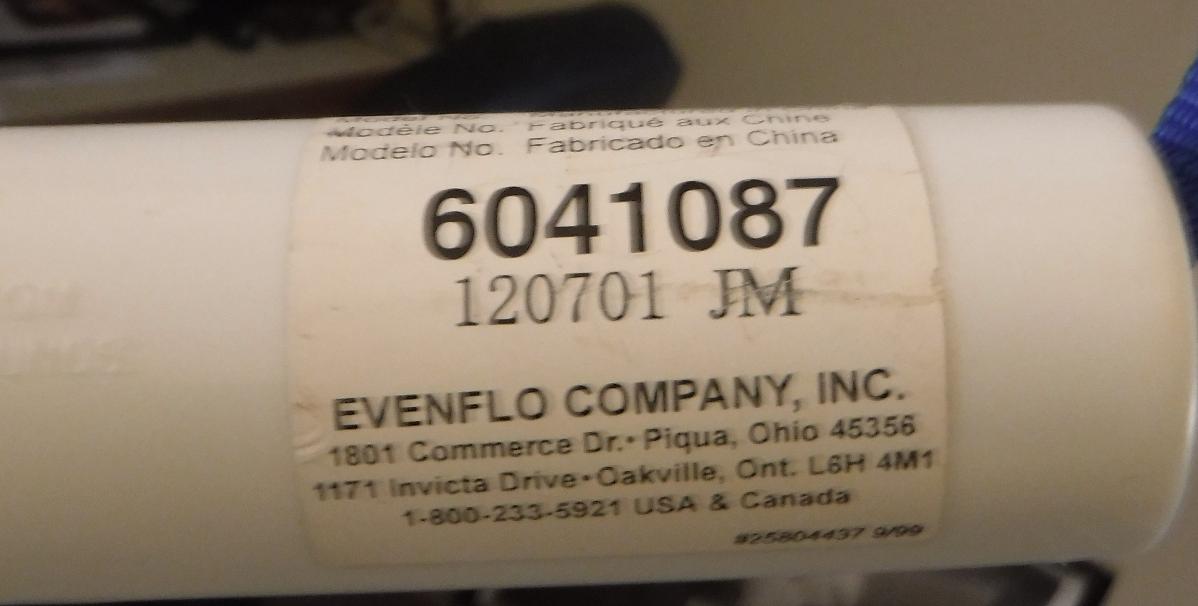 Modèle No. Fabriqué aux Chine
Modelo No. Fabricado en China
6041087
120701 JM
EVENFLO COMPANY, INC.
1801 Commerce Dr.• Piqua, Ohio 45356
1171 Invicta Drive•Oakville, Ont. L6H 4M1
1-800-233-5921 USA & Canada
#25804437 9/99